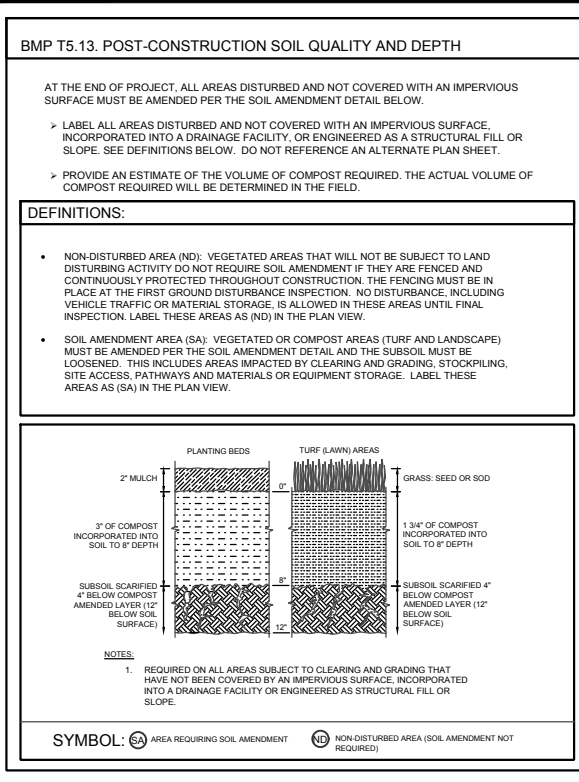 BMP T5.13. POST-CONSTRUCTION SOIL QUALITY AND DEPTH
AT THE END OF PROJECT, ALL AREAS DISTURBED AND NOT COVERED WITH AN IMPERVIOUS
SURFACE MUST BE AMENDED PER THE SOIL AMENDMENT DETAIL BELOW.
➢ LABEL ALL AREAS DISTURBED AND NOT COVERED WITH AN IMPERVIOUS SURFACE,
INCORPORATED INTO A DRAINAGE FACILITY, OR ENGINEERED AS A STRUCTURAL FILL OR
SLOPE. SEE DEFINITIONS BELOW. DO NOT REFERENCE AN ALTERNATE PLAN SHEET.
➢ PROVIDE AN ESTIMATE OF THE VOLUME OF COMPOST REQUIRED. THE ACTUAL VOLUME OF
COMPOST REQUIRED WILL BE DETERMINED IN THE FIELD.
DEFINITIONS:
• NON-DISTURBED AREA (ND): VEGETATED AREAS THAT WILL NOT BE SUBJECT TO LAND
DISTURBING ACTIVITY DO NOT REQUIRE SOIL AMENDMENT IF THEY ARE FENCED AND
CONTINUOUSLY PROTECTED THROUGHOUT CONSTRUCTION. THE FENCING MUST BE IN
PLACE AT THE FIRST GROUND DISTURBANCE INSPECTION. NO DISTURBANCE, INCLUDING
VEHICLE TRAFFIC OR MATERIAL STORAGE, IS ALLOWED IN THESE AREAS UNTIL FINAL
INSPECTION. LABEL THESE AREAS AS (ND) IN THE PLAN VIEW.
• SOIL AMENDMENT AREA (SA): VEGETATED OR COMPOST AREAS (TURF AND LANDSCAPE)
MUST BE AMENDED PER THE SOIL AMENDMENT DETAIL AND THE SUBSOIL MUST BE
LOOSENED. THIS INCLUDES AREAS IMPACTED BY CLEARING AND GRADING, STOCKPILING,
SITE ACCESS, PATHWAYS AND MATERIALS OR EQUIPMENT STORAGE. LABEL THESE
AREAS AS (SA) IN THE PLAN VIEW.
PLANTING BEDS
TURF (LAWN) AREAS
2" MULCH
0"
GRASS: SEED OR SOD
3" OF COMPOST
INCORPORATED INTO
SOIL TO 8" DEPTH
1 3/4" OF COMPOST
INCORPORATED INTO
SOIL TO 8" DEPTH
8"
SUBSOIL SCARIFIED
4" BELOW COMPOST
AMENDED LAYER (12"
BELOW SOIL
SURFACE)
SUBSOIL SCARIFIED 4"
BELOW COMPOST
AMENDED LAYER (12"
BELOW SOIL
SURFACE)
12"
NOTES:
1. REQUIRED ON ALL AREAS SUBJECT TO CLEARING AND GRADING THAT
HAVE NOT BEEN COVERED BY AN IMPERVIOUS SURFACE, INCORPORATED
INTO A DRAINAGE FACILITY OR ENGINEERED AS STRUCTURAL FILL OR
SLOPE.
SYMBOL: SA AREA REQUIRING SOIL AMENDMENT
ND NON-DISTURBED AREA (SOIL AMENDMENT NOT
REQUIRED)